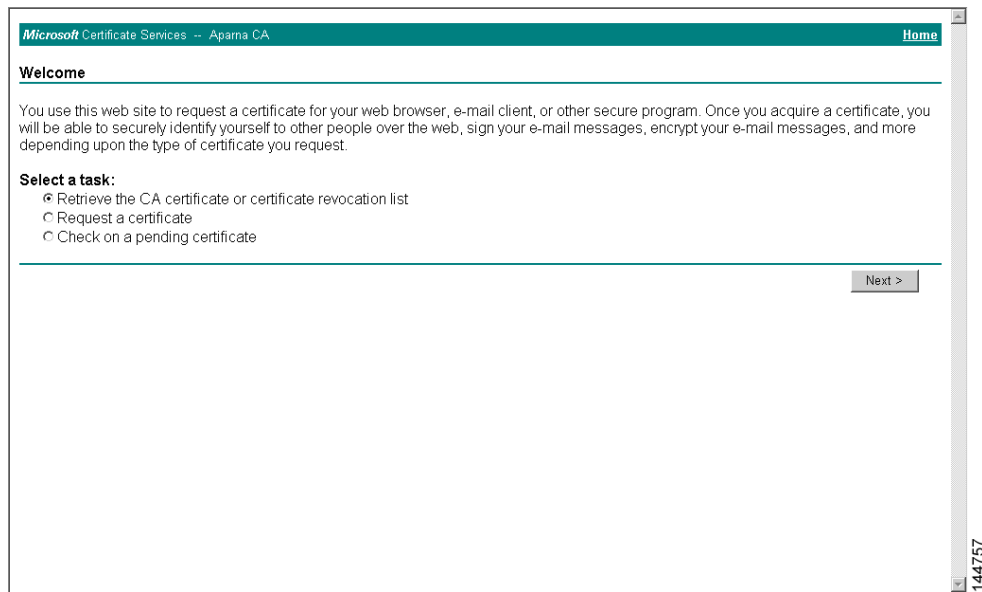 Microsoft Certificate Services -- Aparna CA Home
Welcome
You use this web site to request a certificate for your web browser, e-mail client, or other secure program. Once you acquire a certificate, you
will be able to securely identify yourself to other people over the web, sign your e-mail messages, encrypt your e-mail messages, and more
depending upon the type of certificate you request.
Select a task:
Retrieve the CA certificate or certificate revocation list
Request a certificate
Check on a pending certificate
Next >
144757